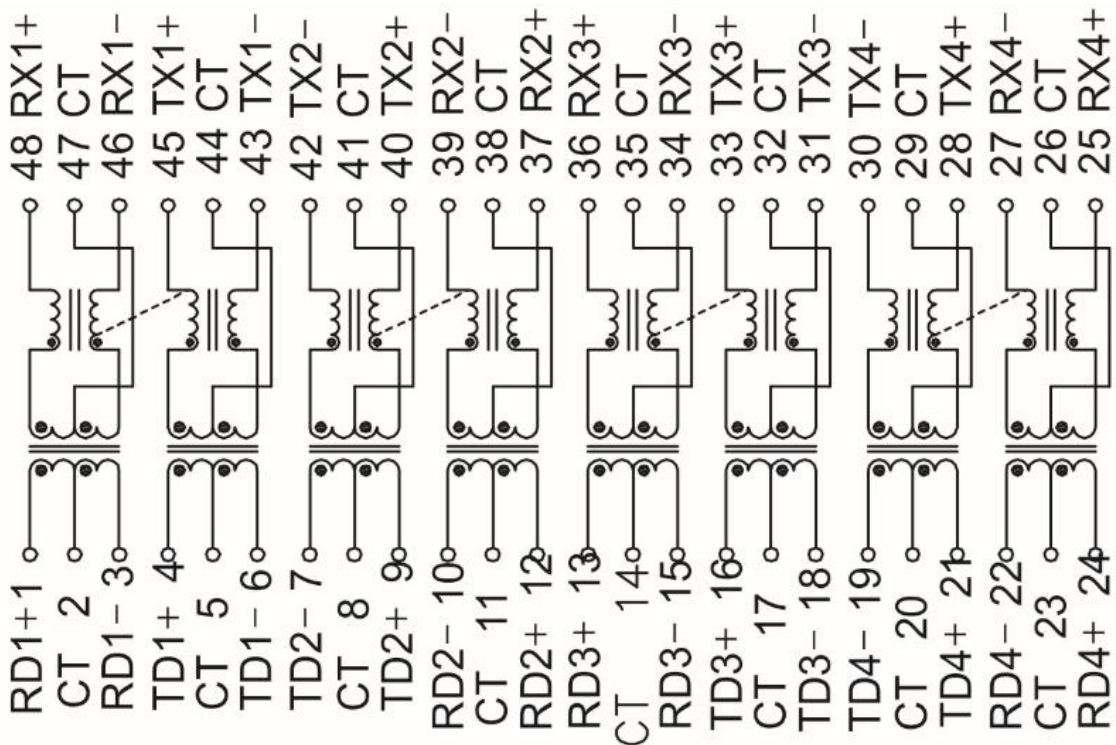 48 RX1+
47 CT
46 RX1-
45 TX1+
44 CT
43 TX1-
42 TX2-
41 CT
40 TX2+
39 RX2-
38 CT
37 RX2+
36 RX3+
35 CT
34 RX3-
33 TX3+
32 CT
31 TX3-
30 TX4-
29 CT
28 TX4+
27 RX4-
26 CT
25 RX4+
RD1+ 1
CT 2
RD1- 3
TD1+ 4
CT 5
TD1- 6
TD2- 7
CT 8
TD2+ 9
RD2- 10
CT 11
RD2+ 12
RD3+ 13
CT 14
RD3- 15
TD3+ 16
CT 17
TD3- 18
TD4- 19
CT 20
TD4+ 21
RD4- 22
CT 23
RD4+ 24